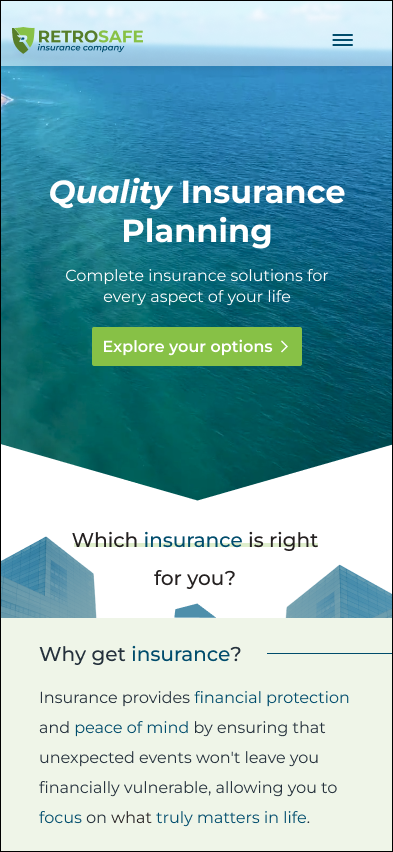 RETROSAFE
insurance company
Quality Insurance
Planning
Complete insurance solutions for
every aspect of your life
Explore your options
Which insurance is right
for you?
Why get insurance?
Insurance provides financial protection
and peace of mind by ensuring that
unexpected events won't leave you
financially vulnerable, allowing you to
focus on what truly matters in life.